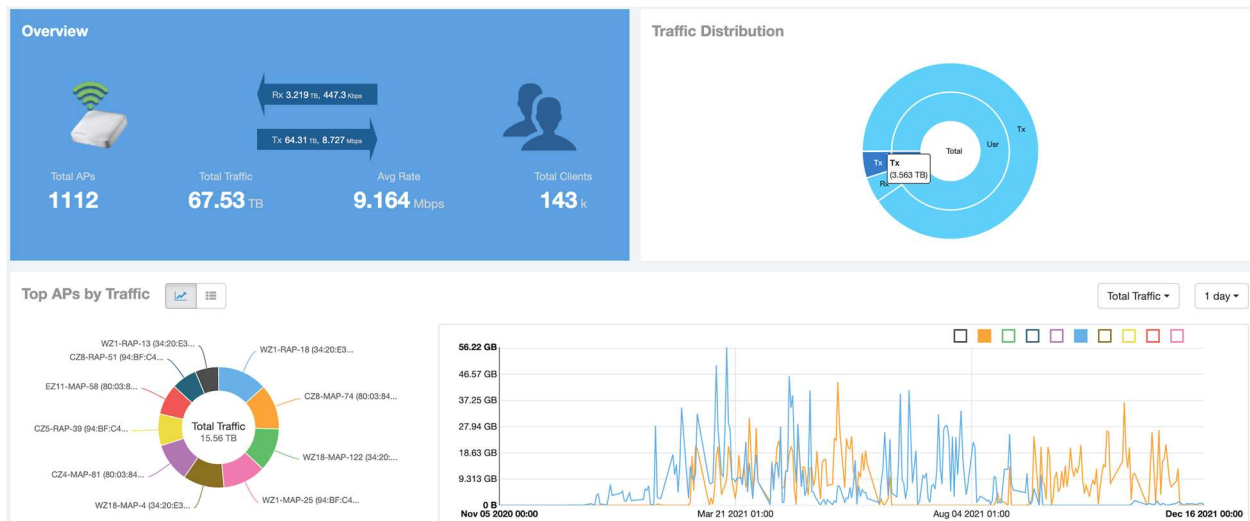 Overview
Rx 3.219 TB, 447.3 Kbps
Tx 64.31 TB, 8.727 Mbps
Total APs
Total Traffic
Avg Rate
Total Clients
1112
67.53 TB
9.164 Mbps
143 k
Traffic Distribution
Tx
Usr
Total
Tx
Tx
(3.563 TB)
Rx
Top APs by Traffic
Total Traffic
1 day
WZ1-RAP-13 (34:20:E3...
CZ8-RAP-51 (94:BF:C4...
EZ11-MAP-58 (80:03:8...
CZ5-RAP-39 (94:BF:C4...
CZ4-MAP-81 (80:03:84...
WZ18-MAP-4 (34:20:E3...
WZ1-RAP-18 (34:20:E3...
CZ8-MAP-74 (80:03:84...
WZ18-MAP-122 (34:20:...
WZ1-MAP-25 (94:BF:C4...
Total Traffic
15.56 TB
56.22 GB
46.57 GB
37.25 GB
27.94 GB
18.63 GB
9.313 GB
0 B
Nov 05 2020 00:00
Mar 21 2021 01:00
Aug 04 2021 01:00
Dec 16 2021 00:00